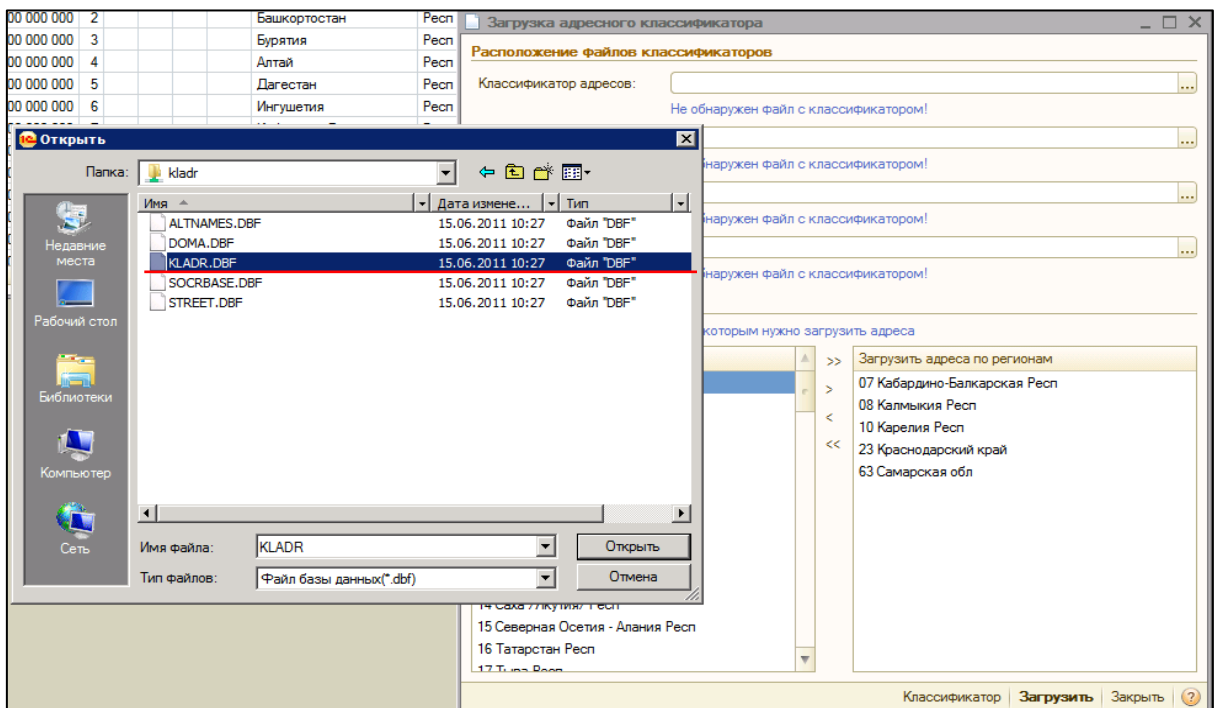 00 000 000 2 Башкортостан Респ
00 000 000 3 Бурятия Респ
00 000 000 4 Алтай Респ
00 000 000 5 Дагестан Респ
00 000 000 6 Ингушетия Респ
Загрузка адресного классификатора
Расположение файлов классификаторов
Классификатор адресов: ...
Не обнаружен файл с классификатором!
...
наружен файл с классификатором!
...
наружен файл с классификатором!
...
наружен файл с классификатором!
которым нужно загрузить адреса
>> Загрузить адреса по регионам
> 07 Кабардино-Балкарская Респ
08 Калмыкия Респ
< 10 Карелия Респ
<< 23 Краснодарский край
63 Самарская обл
15 Северная Осетия - Алания Респ
16 Татарстан Респ
17 Тыва Респ
Классификатор Загрузить Закрыть ?
1С Открыть
Папка: kladr
Имя Дата измене... Тип
ALTNAMES.DBF 15.06.2011 10:27 Файл "DBF"
DOMA.DBF 15.06.2011 10:27 Файл "DBF"
KLADR.DBF 15.06.2011 10:27 Файл "DBF"
SOCRBASE.DBF 15.06.2011 10:27 Файл "DBF"
STREET.DBF 15.06.2011 10:27 Файл "DBF"
Недавние
места
Рабочий стол
Библиотеки
Компьютер
Сеть
Имя файла: KLADR Открыть
Тип файлов: Файл базы данных(*.dbf) Отмена